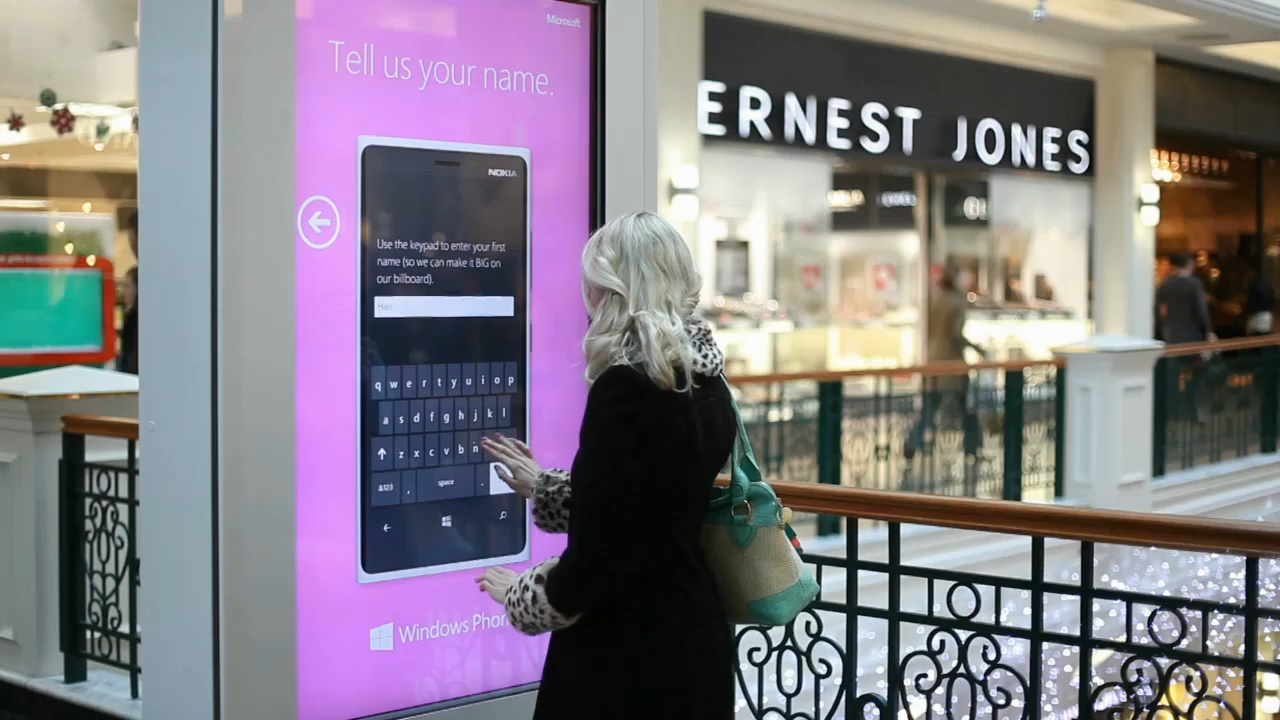 Microsoft
Tell us your name.
NOKIA
Use the keypad to enter your first
name (so we can make it BIG on
our billboard).
q w e r t y u i o p
a s d f g h j k l
z x c v b n
&123 , space .
Windows Phon
ERNEST JONES